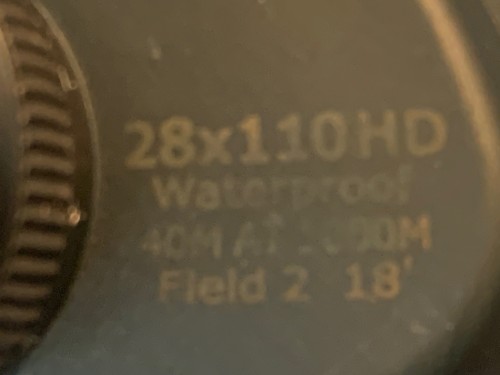 28x110HD
Waterproof
40M AT
Field 2 18'